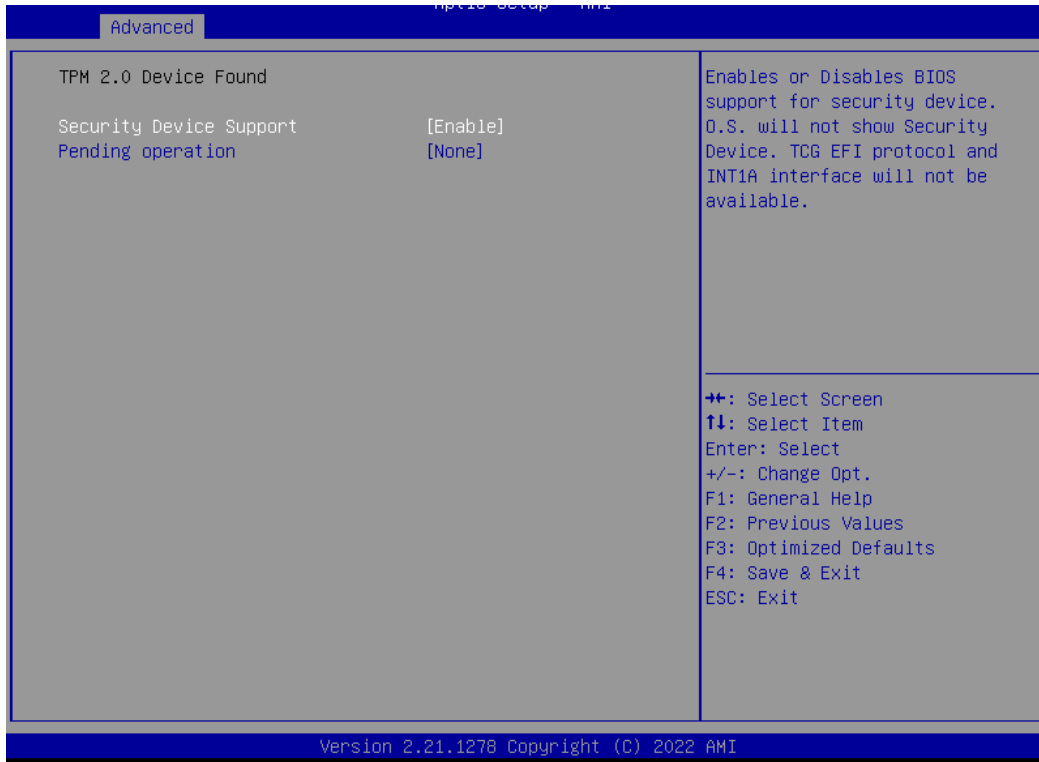 Aptio Setup - AMI
Advanced
TPM 2.0 Device Found
Security Device Support [Enable]
Pending operation [None]
Enables or Disables BIOS
support for security device.
O.S. will not show Security
Device. TCG EFI protocol and
INT1A interface will not be
available.
→←: Select Screen
↑↓: Select Item
Enter: Select
+/-: Change Opt.
F1: General Help
F2: Previous Values
F3: Optimized Defaults
F4: Save & Exit
ESC: Exit
Version 2.21.1278 Copyright (C) 2022 AMI